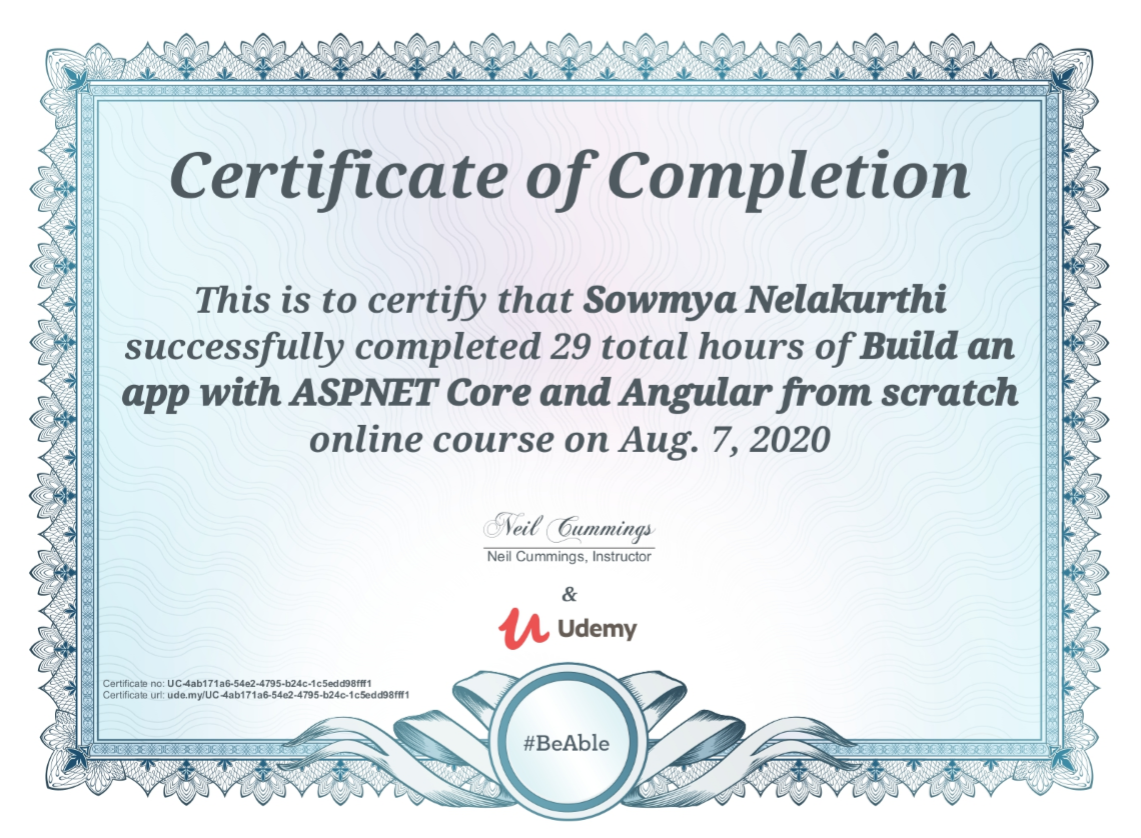 Certificate of Completion
This is to certify that Sowmya Nelakurthi
successfully completed 29 total hours of Build an
app with ASPNET Core and Angular from scratch
online course on Aug. 7, 2020
Neil Cummings
Neil Cummings, Instructor
&
Udemy
Certificate no: UC-4ab171a6-54e2-4795-b24c-1c5edd98fff1
Certificate url: ude.my/UC-4ab171a6-54e2-4795-b24c-1c5edd98fff1
#BeAble